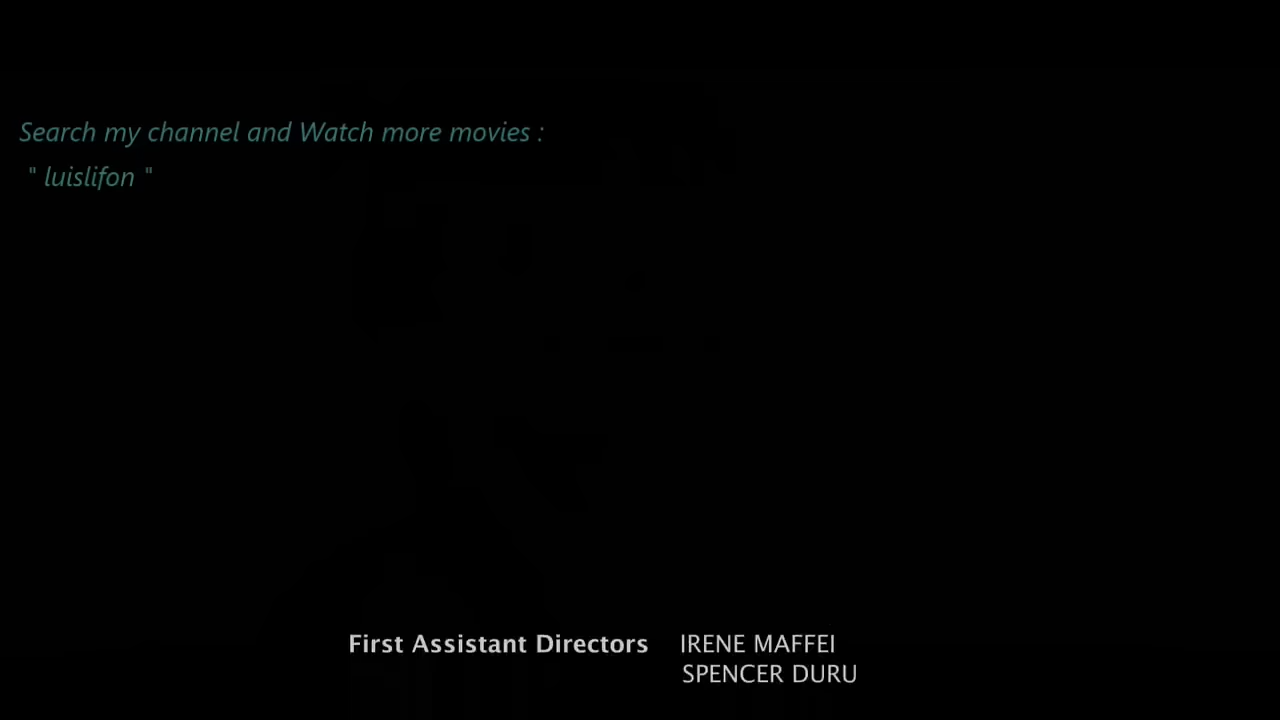 Search my channel and Watch more movies :
" luislifon "
First Assistant Directors IRENE MAFFEI
SPENCER DURU